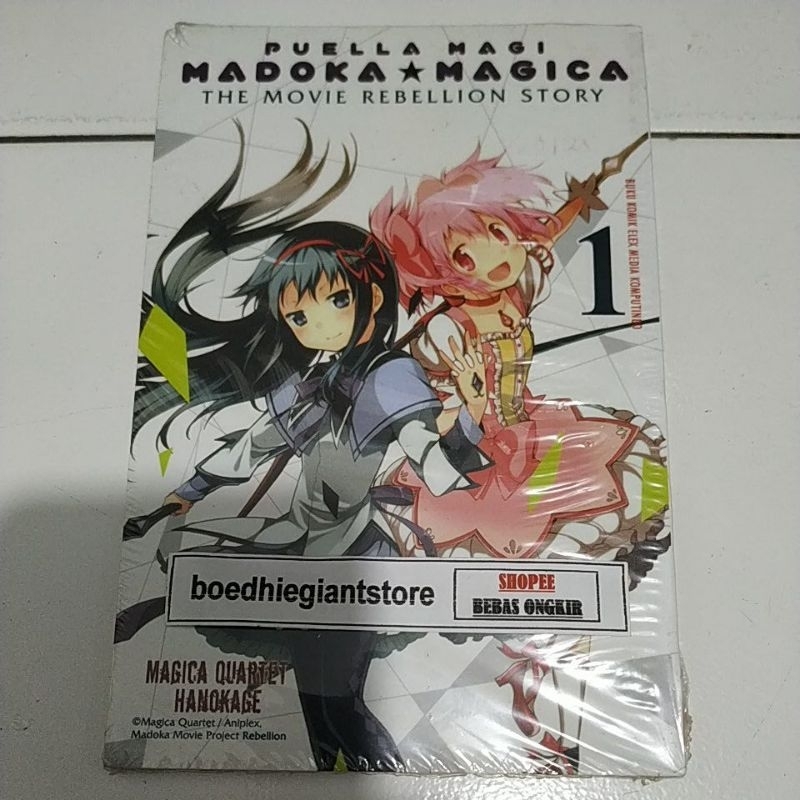 PUELLA MAGI
MADOKA★MAGICA
THE MOVIE REBELLION STORY
1
BUKU KOMIK ELEX MEDIA KOMPUTINDO
boedhiegiantstore
SHOPEE
BEBAS ONGKIR
MAGICA QUARTET
HANOKAGE
©Magica Quartet / Aniplex,
Madoka Movie Project Rebellion